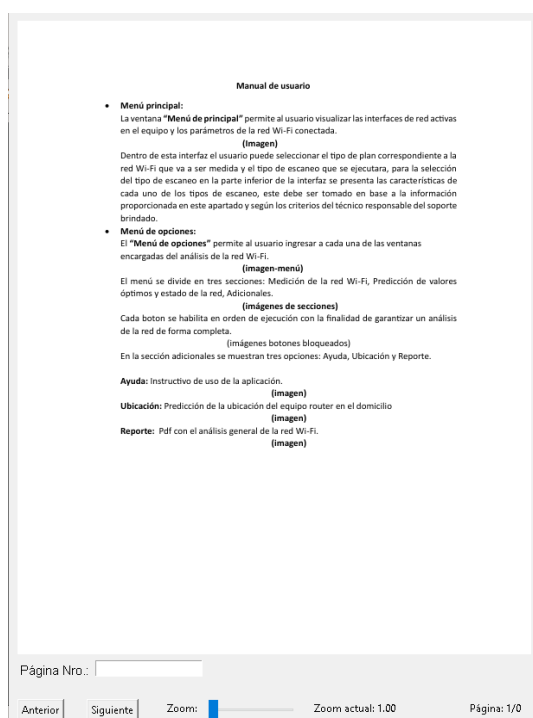 Manual de usuario
• Menú principal:
La ventana "Menú de principal" permite al usuario visualizar las interfaces de red activas
en el equipo y los parámetros de la red Wi-Fi conectada.
(Imagen)
Dentro de esta interfaz el usuario puede seleccionar el tipo de plan correspondiente a la
red Wi-Fi que va a ser medida y el tipo de escaneo que se ejecutara, para la selección
del tipo de escaneo en la parte inferior de la interfaz se presenta las características de
cada uno de los tipos de escaneo, este debe ser tomado en base a la información
proporcionada en este apartado y según los criterios del técnico responsable del soporte
brindado.
• Menú de opciones:
El "Menú de opciones" permite al usuario ingresar a cada una de las ventanas
encargadas del análisis de la red Wi-Fi.
(imagen-menú)
El menú se divide en tres secciones: Medición de la red Wi-Fi, Predicción de valores
óptimos y estado de la red, Adicionales.
(imágenes de secciones)
Cada boton se habilita en orden de ejecución con la finalidad de garantizar un análisis
de la red de forma completa.
(imágenes botones bloqueados)
En la sección adicionales se muestran tres opciones: Ayuda, Ubicación y Reporte.
Ayuda: Instructivo de uso de la aplicación.
(imagen)
Ubicación: Predicción de la ubicación del equipo router en el domicilio
(imagen)
Reporte: Pdf con el análisis general de la red Wi-Fi.
(imagen)
Página Nro.:
Anterior Siguiente Zoom: Zoom actual: 1.00 Página: 1/0